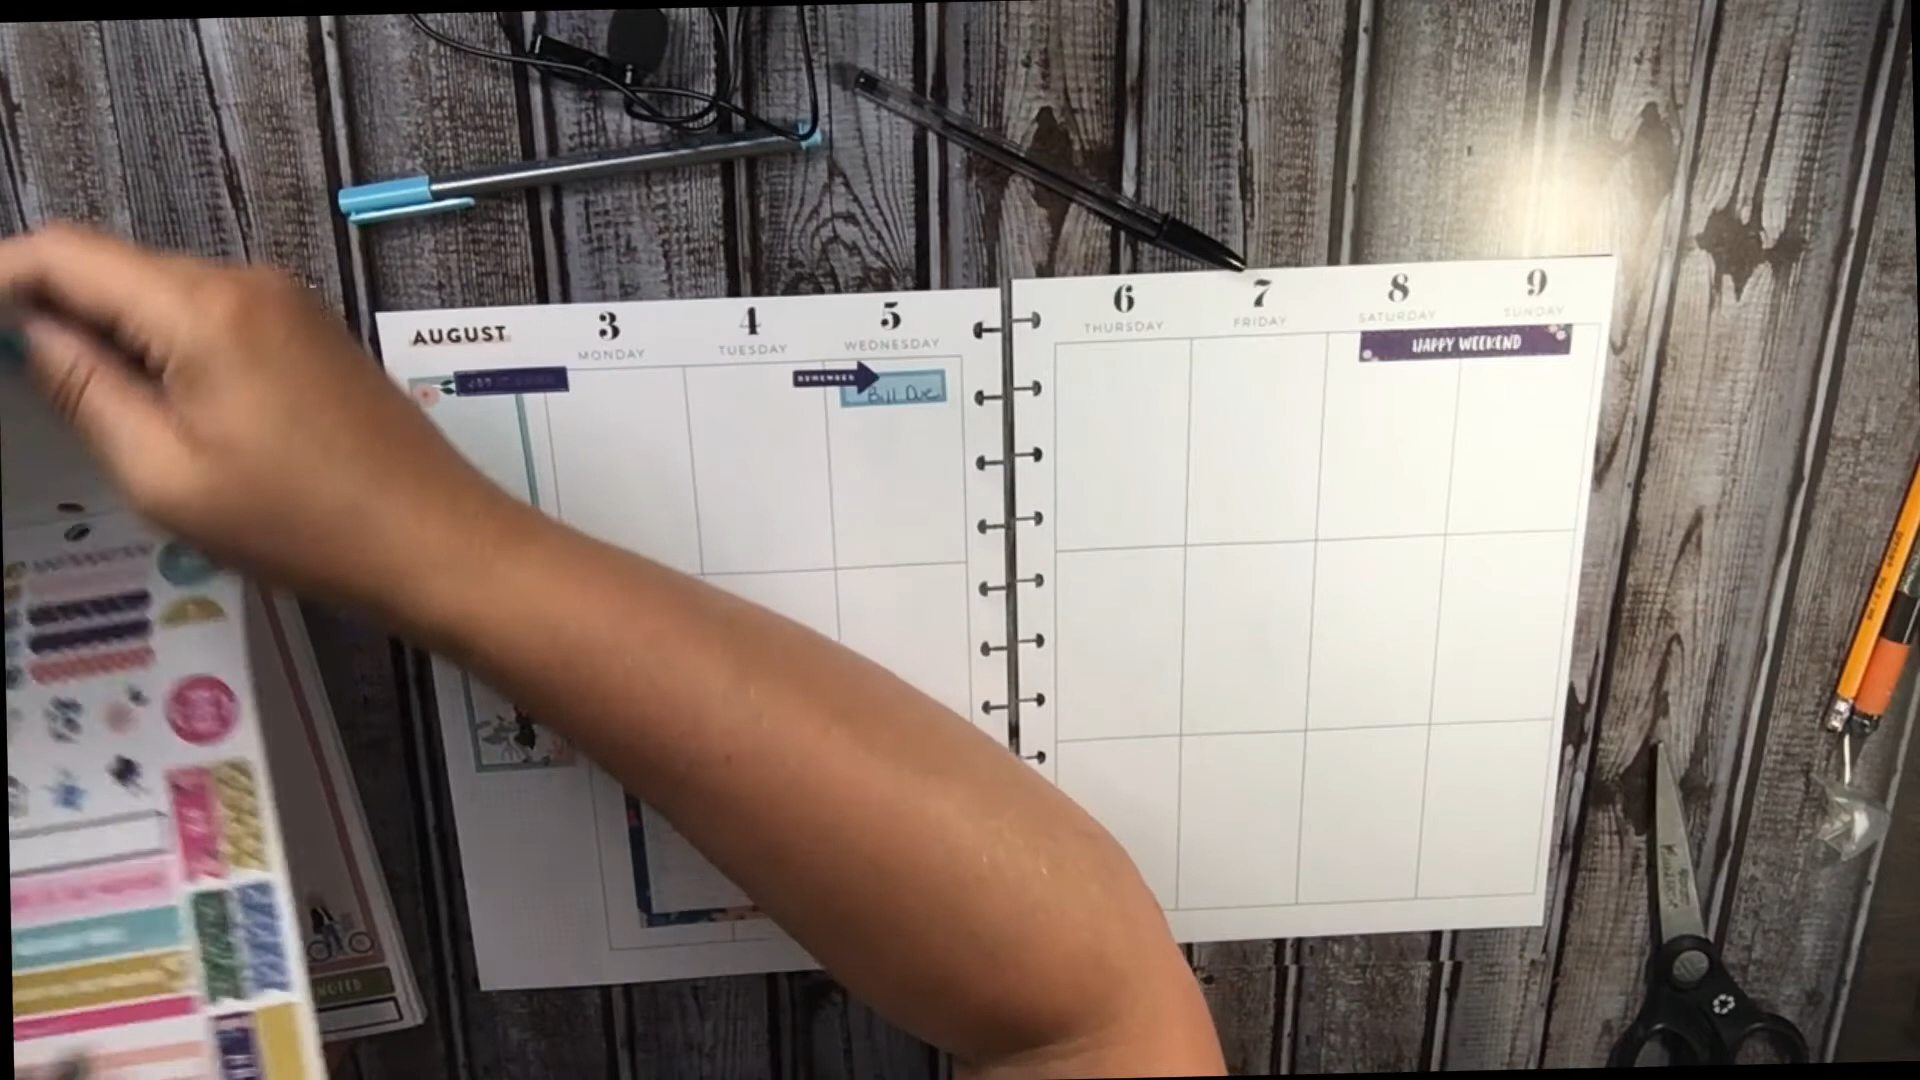 AUGUST
3
MONDAY
4
TUESDAY
5
WEDNESDAY
6
THURSDAY
7
FRIDAY
8
SATURDAY
9
SUNDAY
REMEMBER
Bill Due
HAPPY WEEKEND
NOTED